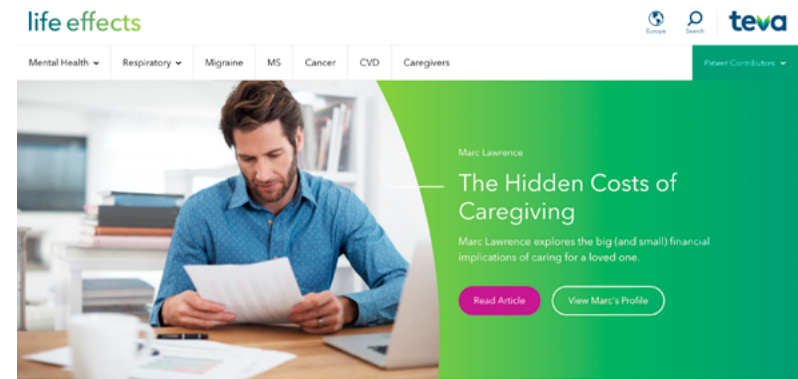 life effects
Europe
Search
teva
Mental Health
Respiratory
Migraine
MS
Cancer
CVD
Caregivers
Patient Contributors
Marc Lawrence
The Hidden Costs of
Caregiving
Marc Lawrence explores the big (and small) financial
implications of caring for a loved one.
Read Article
View Marc's Profile